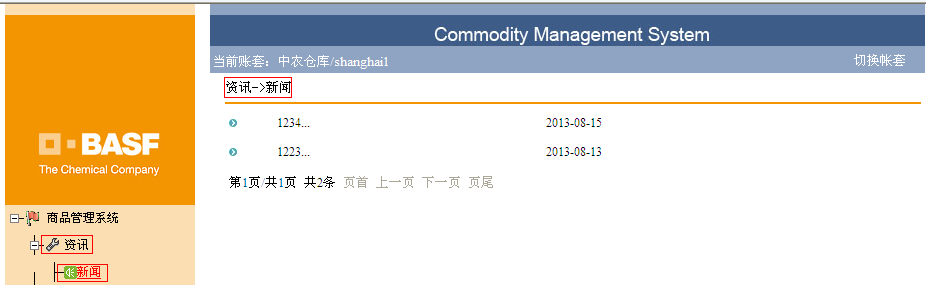 Commodity Management System
当前账套：中农仓库/shanghai1
切换帐套
资讯->新闻
1234... 2013-08-15
1223... 2013-08-13
第1页/共1页 共2条 页首 上一页 下一页 页尾
BASF
The Chemical Company
商品管理系统
资讯
新闻